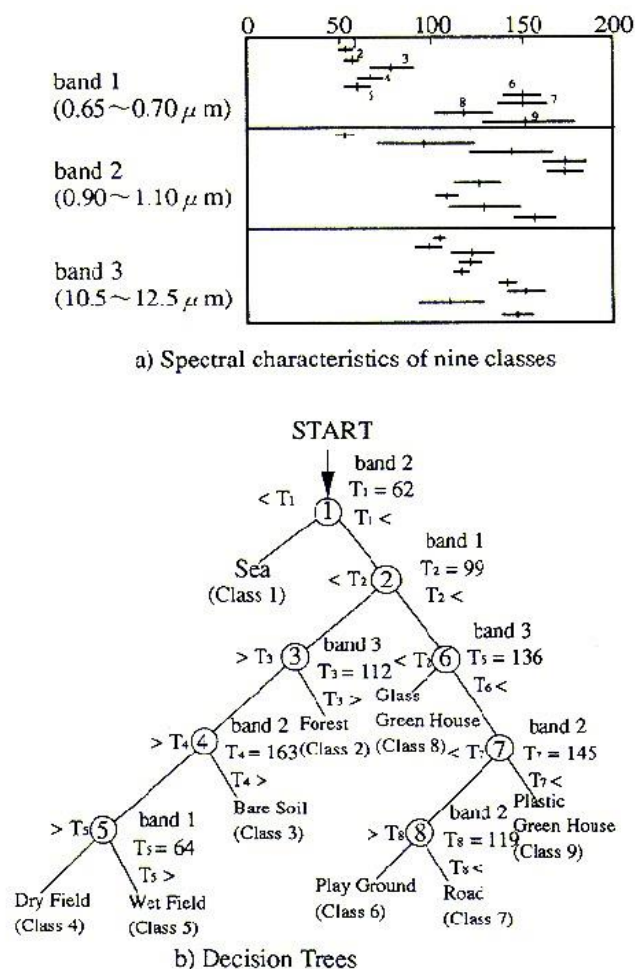 0 50 100 150 200
2
3
4
5
6
7
8
9
band 1
(0.65~0.70 μ m)
band 2
(0.90~1.10 μ m)
band 3
(10.5~12.5 μ m)
a) Spectral characteristics of nine classes
START
band 2
T1 = 62
< T1
T1 <
1
Sea
(Class 1)
band 1
T2 = 99
< T2
T2 <
2
band 3
T3 = 112
> T3
T3 >
3
Forest
(Class 2)
band 3
T5 = 136
T6 <
6
Glass
Green House
(Class 8)
band 2
T4 = 163
> T4
T4 >
4
Bare Soil
(Class 3)
band 2
T7 = 145
< T7
T7 <
7
Plastic
Green House
(Class 9)
band 1
T5 = 64
> T5
T5 >
5
Dry Field
(Class 4)
Wet Field
(Class 5)
band 2
T8 = 119
> T8
T8 <
8
Play Ground
(Class 6)
Road
(Class 7)
b) Decision Trees